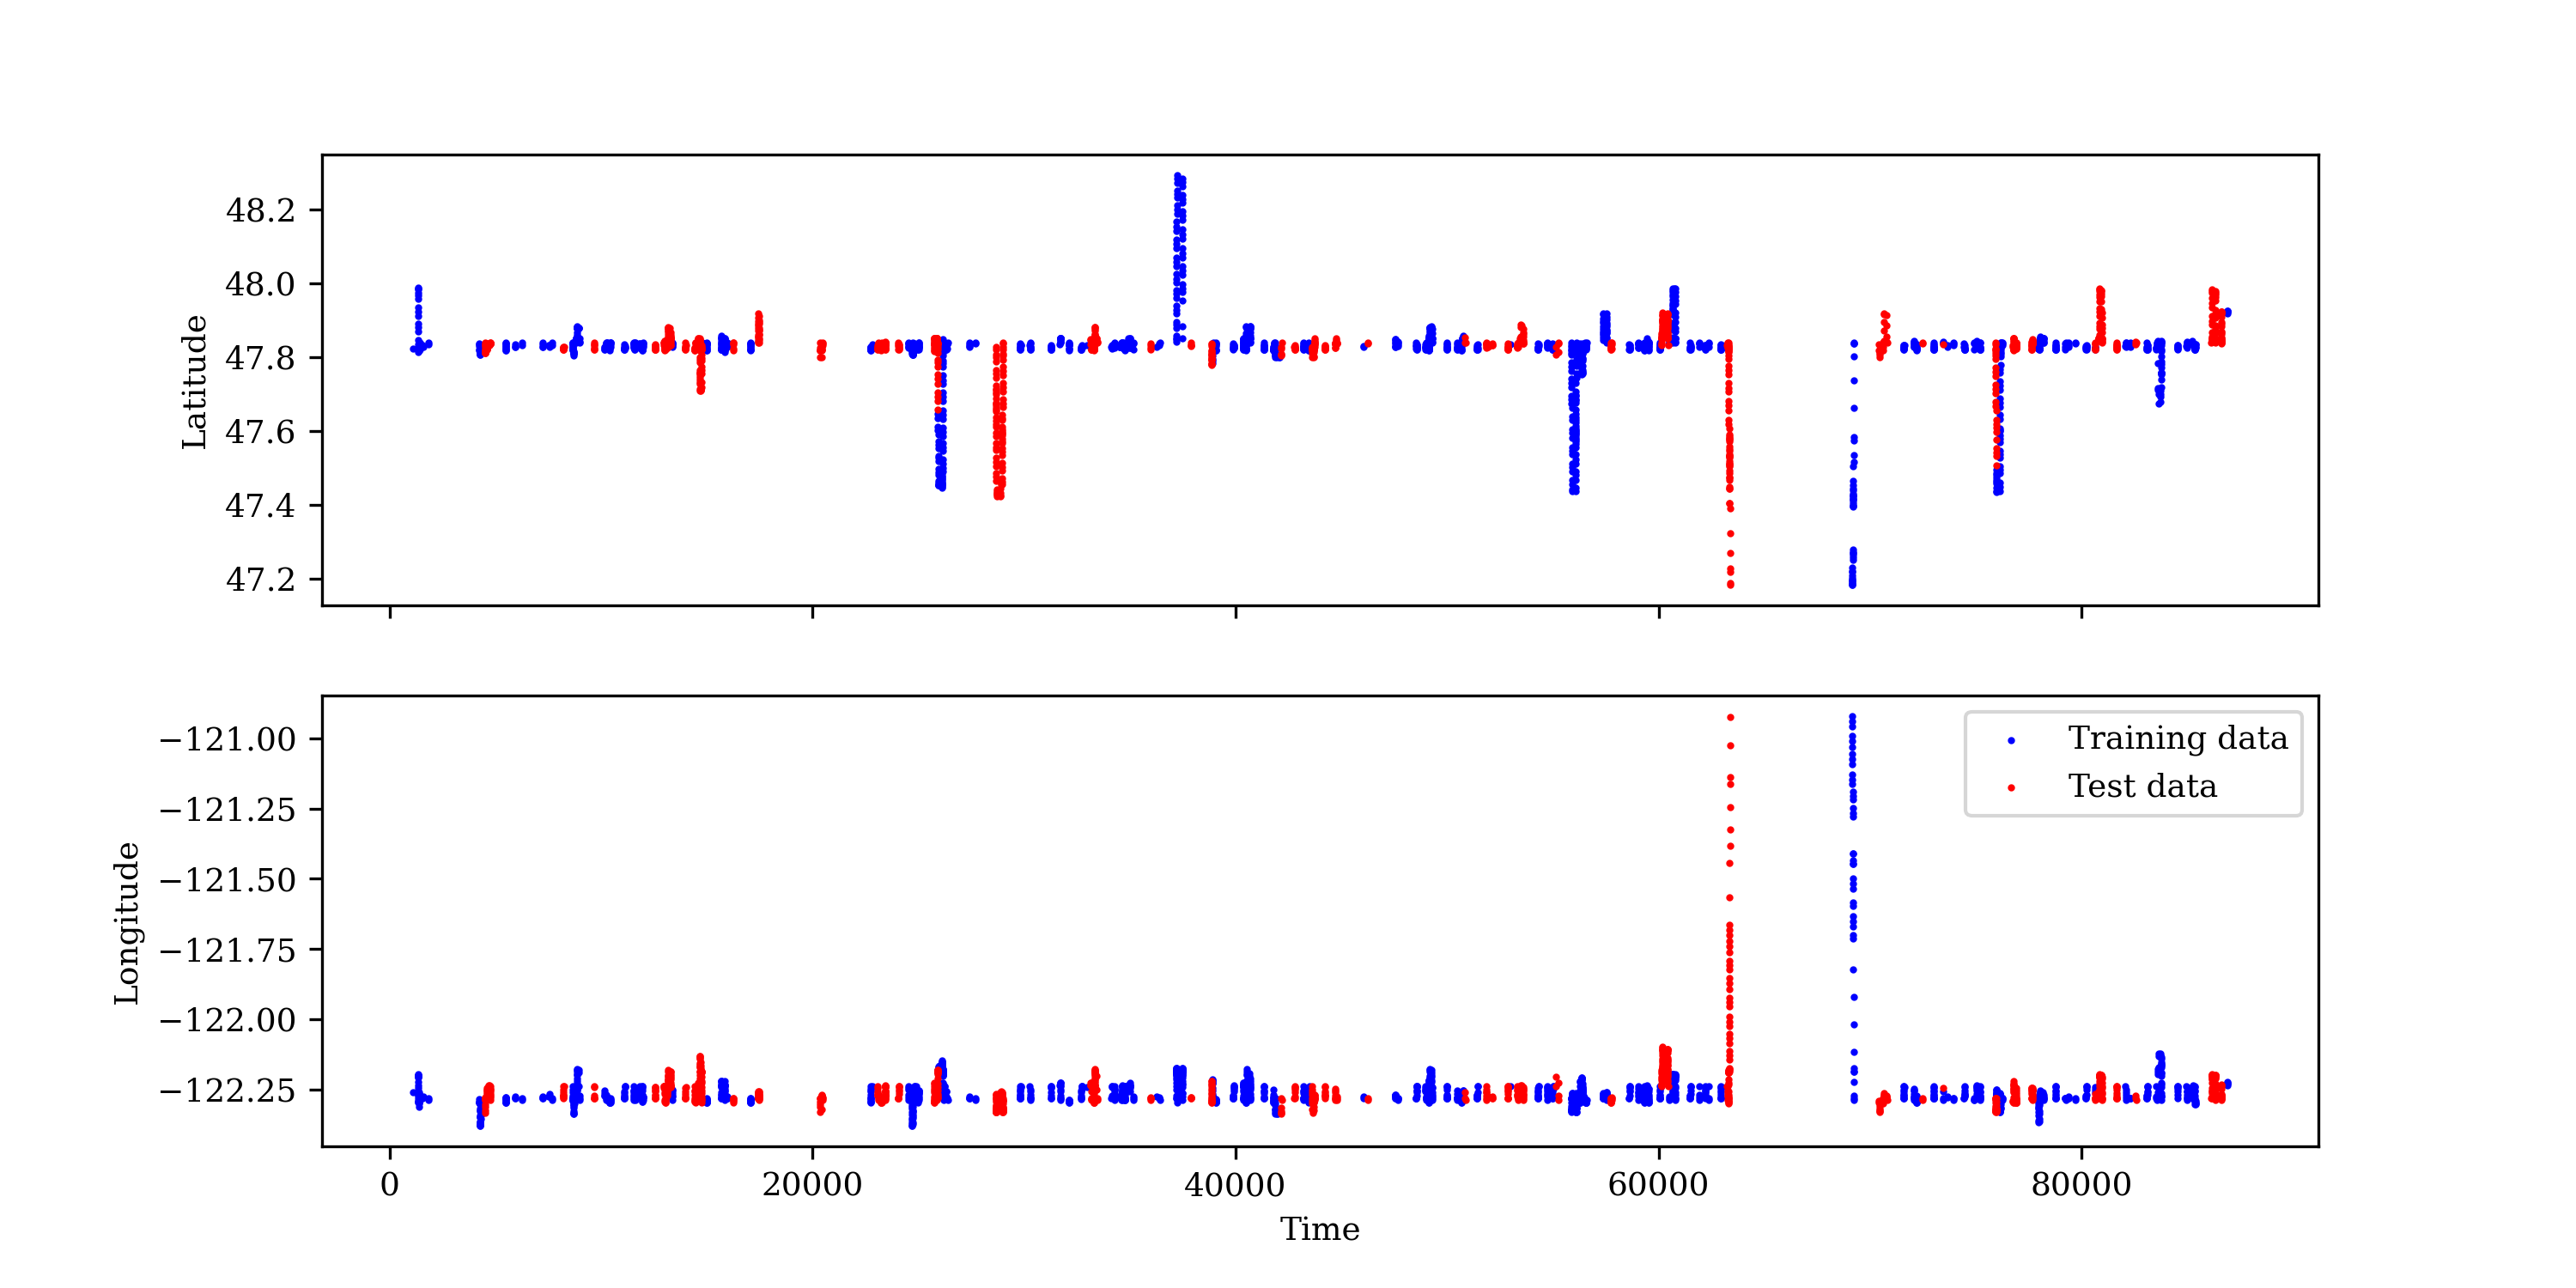 48.2
48.0
47.8
47.6
47.4
47.2
Latitude
−121.00
−121.25
−121.50
−121.75
−122.00
−122.25
Longitude
Training data
Test data
0 20000 40000 60000 80000
Time